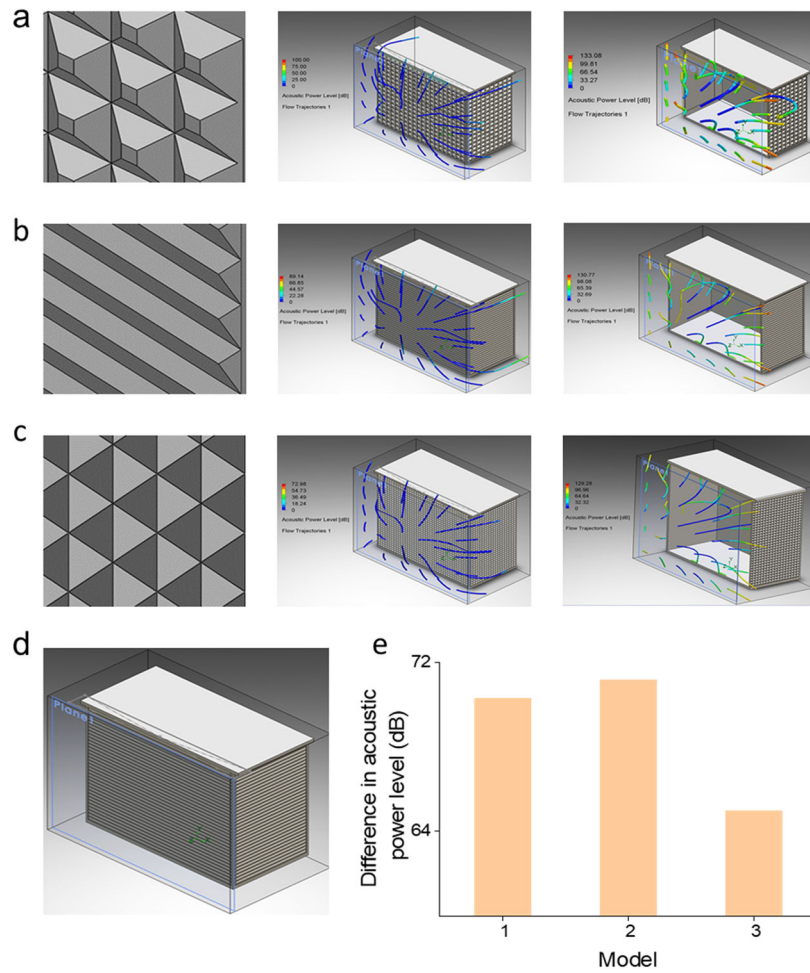 a
100.00
75.00
50.00
25.00
0
Acoustic Power Level [dB]
Flow Trajectories 1
133.08
99.81
66.54
33.27
0
Acoustic Power Level [dB]
Flow Trajectories 1
b
89.14
66.85
44.57
22.28
0
Acoustic Power Level [dB]
Flow Trajectories 1
130.77
98.08
65.39
32.69
0
Acoustic Power Level [dB]
Flow Trajectories 1
c
72.98
54.73
36.49
18.24
0
Acoustic Power Level [dB]
Flow Trajectories 1
129.28
96.96
64.64
32.32
0
Acoustic Power Level [dB]
Flow Trajectories 1
d
e
72
64
Difference in acoustic
power level (dB)
1
2
3
Model